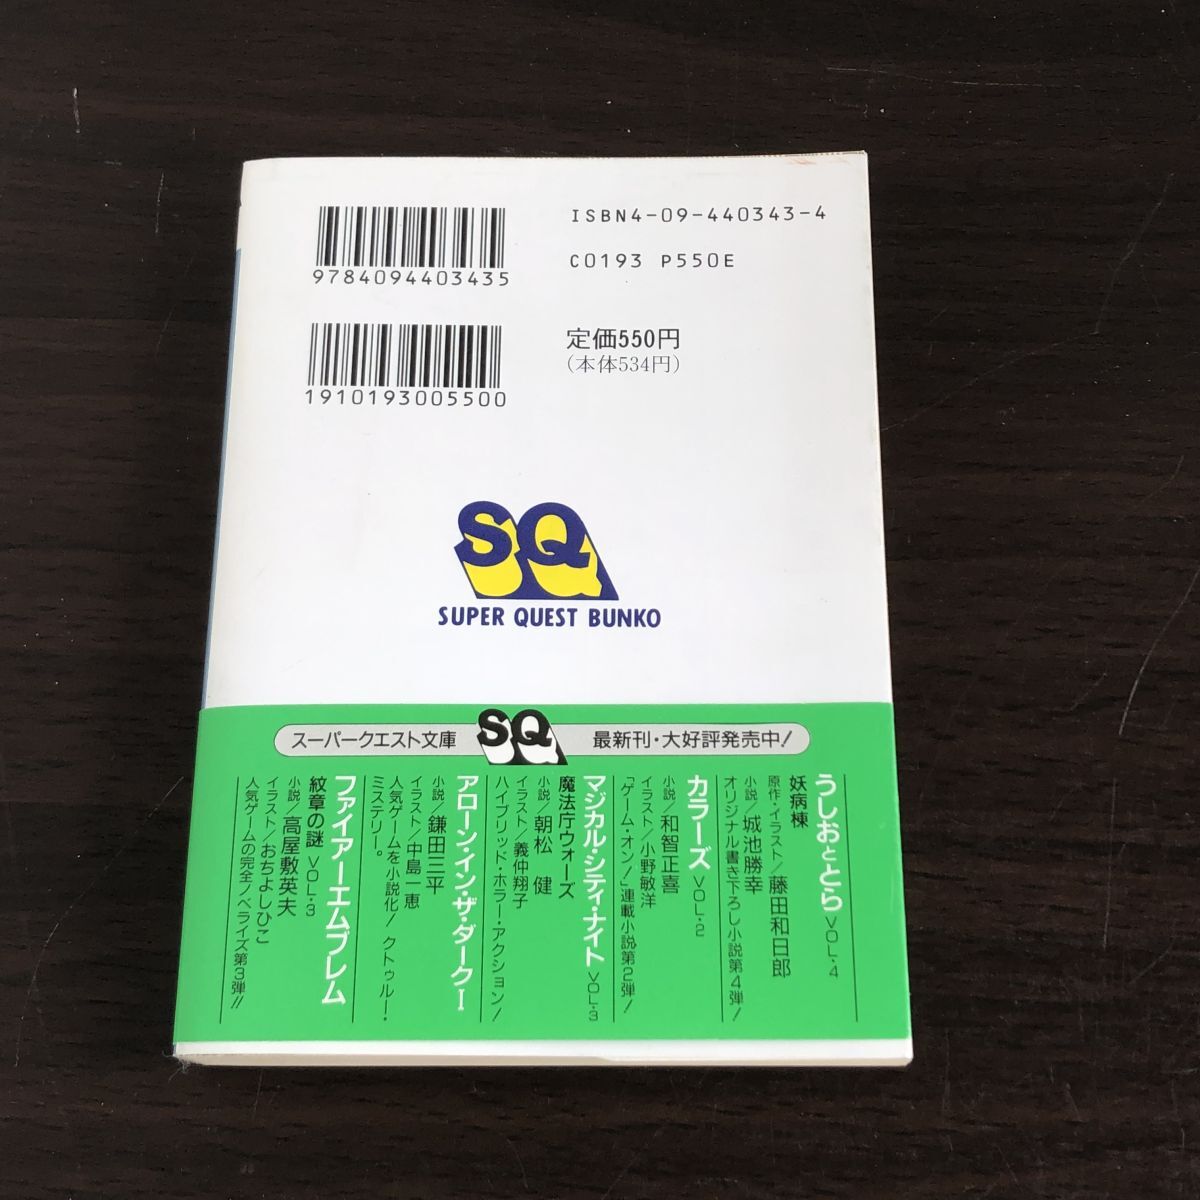 ISBN4-09-440343-4
9784094403435
C0193 P550E
定価550円
(本体534円)
1910193005500
SQ
SUPER QUEST BUNKO
スーパークエスト文庫
SQ
最新刊・大好評発売中!
うしおととら VOL・4
妖病棟
原作・イラスト/藤田和日郎
小説/城池勝幸
オリジナル書き下ろし小説第4弾!
カラーズ VOL・2
小説/和智正喜
イラスト/小野敏洋
「ゲーム・オン!」連載小説第2弾!
マジカル・シティ・ナイト VOL・3
魔法庁ウォーズ
小説/朝松 健
イラスト/義仲翔子
ハイブリッド・ホラー・アクション!
アローン・イン・ザ・ダークI
小説/鎌田三平
イラスト/中島一恵
人気ゲームを小説化! クトゥルー・
ミステリー。
ファイアーエムブレム
紋章の謎 VOL・3
小説/高屋敷英夫
イラスト/おちよしひこ
人気ゲームの完全ノベライズ第3弾!!